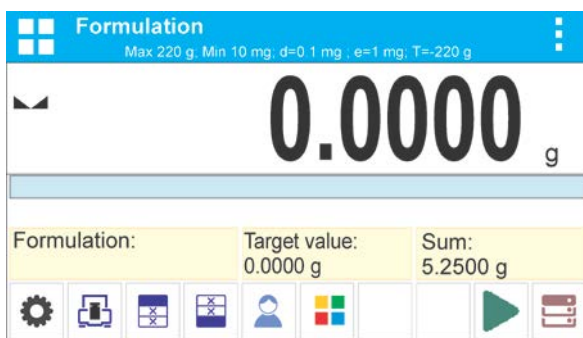 Formulation
Max 220 g; Min 10 mg; d=0.1 mg ; e=1 mg; T=-220 g
0.0000 g
Formulation: Target value: Sum:
0.0000 g 5.2500 g